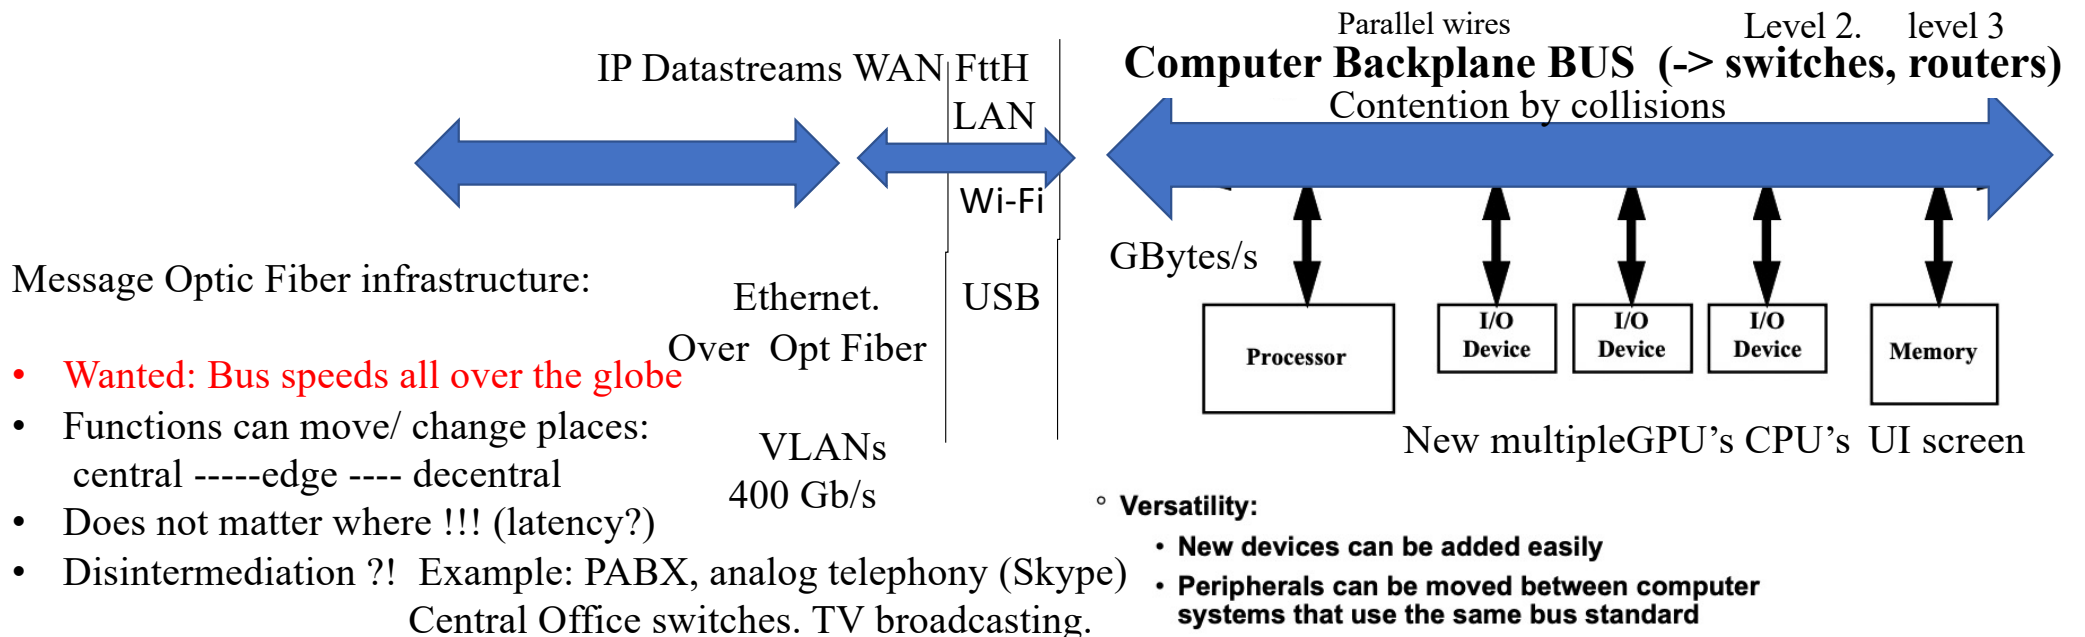 Parallel wires
Level 2. level 3
IP Datastreams WAN FttH
Computer Backplane BUS (-> switches, routers)
LAN
Contention by collisions
Wi-Fi
GBytes/s
Message Optic Fiber infrastructure:
Ethernet.
USB
Over Opt Fiber
Processor
I/O
Device
I/O
Device
I/O
Device
Memory
• Wanted: Bus speeds all over the globe
• Functions can move/ change places:
central -----edge ---- decentral
VLANs
400 Gb/s
New multipleGPU’s CPU’s UI screen
• Does not matter where !!! (latency?)
• Disintermediation ?! Example: PABX, analog telephony (Skype)
Central Office switches. TV broadcasting.
° Versatility:
• New devices can be added easily
• Peripherals can be moved between computer
systems that use the same bus standard